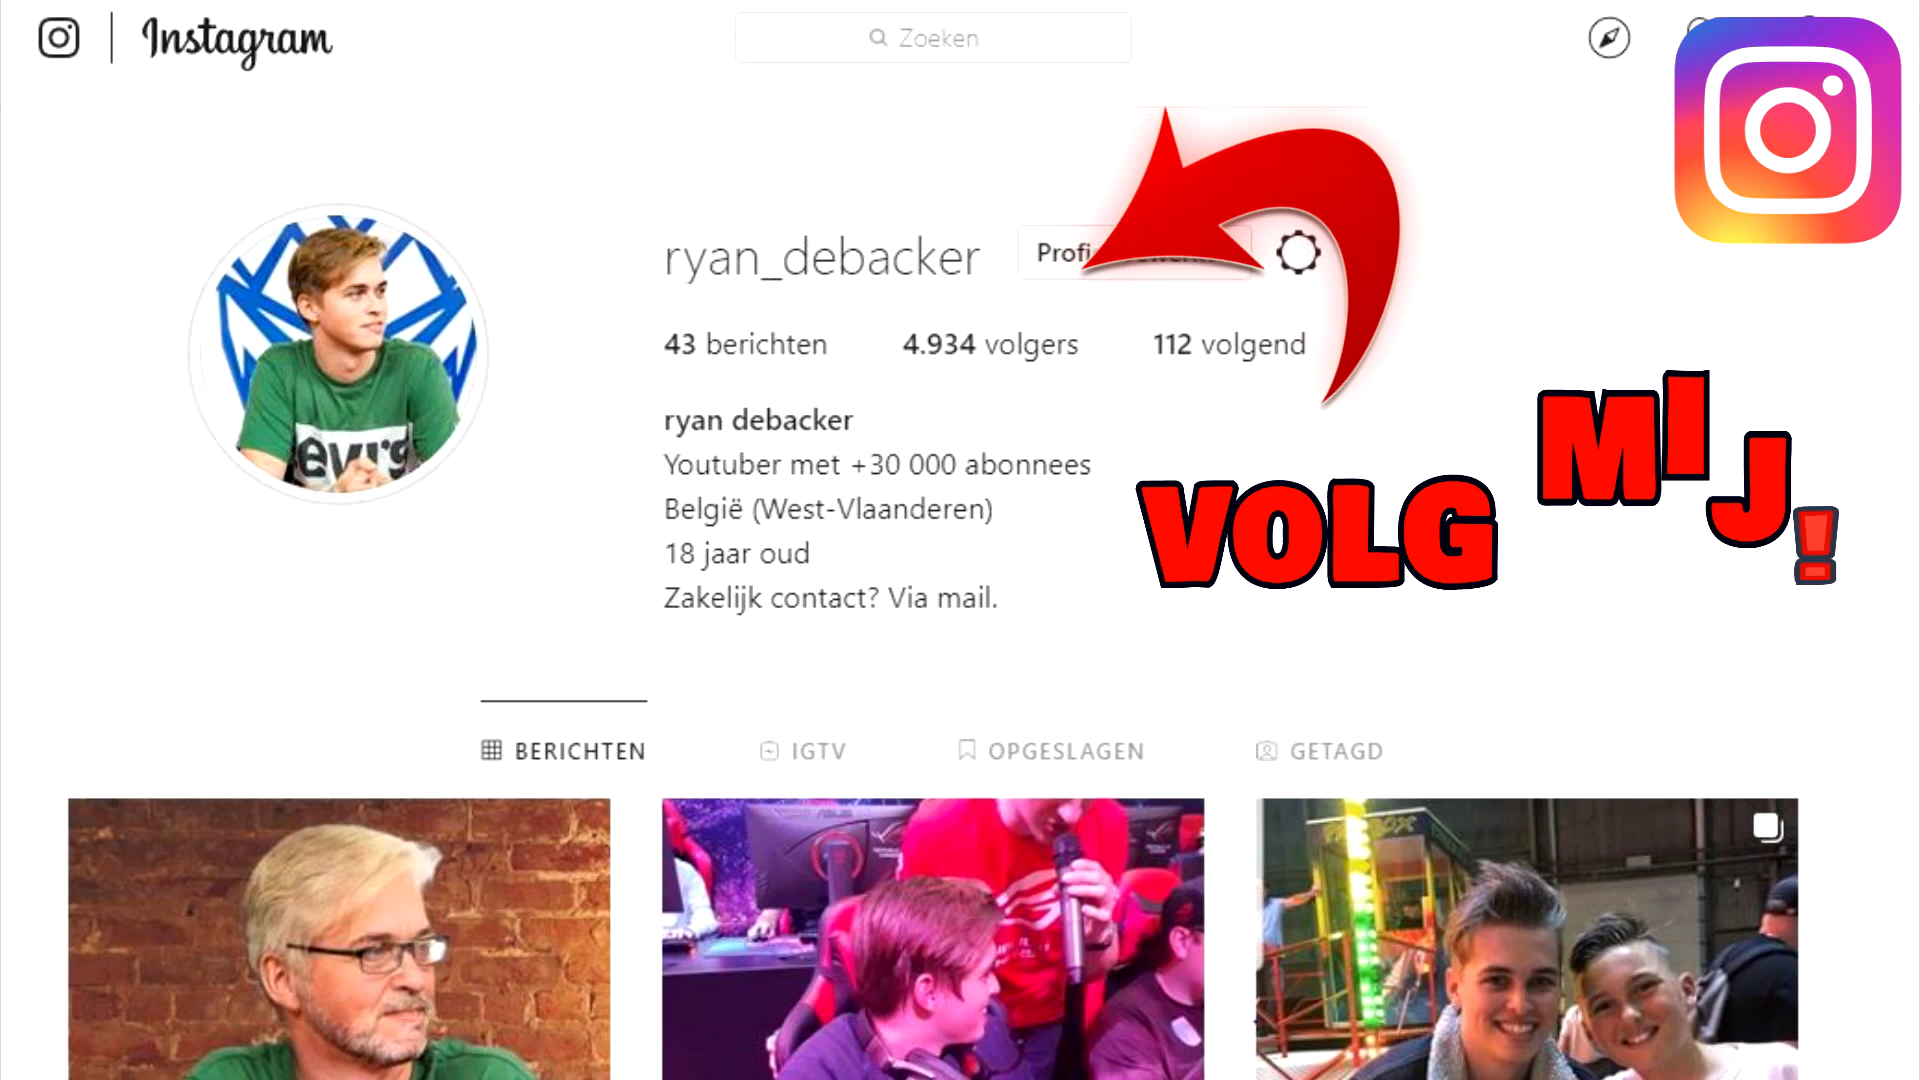 Instagram
Zoeken
ryan_debacker
43 berichten 4.934 volgers 112 volgend
ryan debacker
Youtuber met +30 000 abonnees
België (West-Vlaanderen)
18 jaar oud
Zakelijk contact? Via mail.
VOLG MIJ!
BERICHTEN IGTV OPGESLAGEN GETAGD